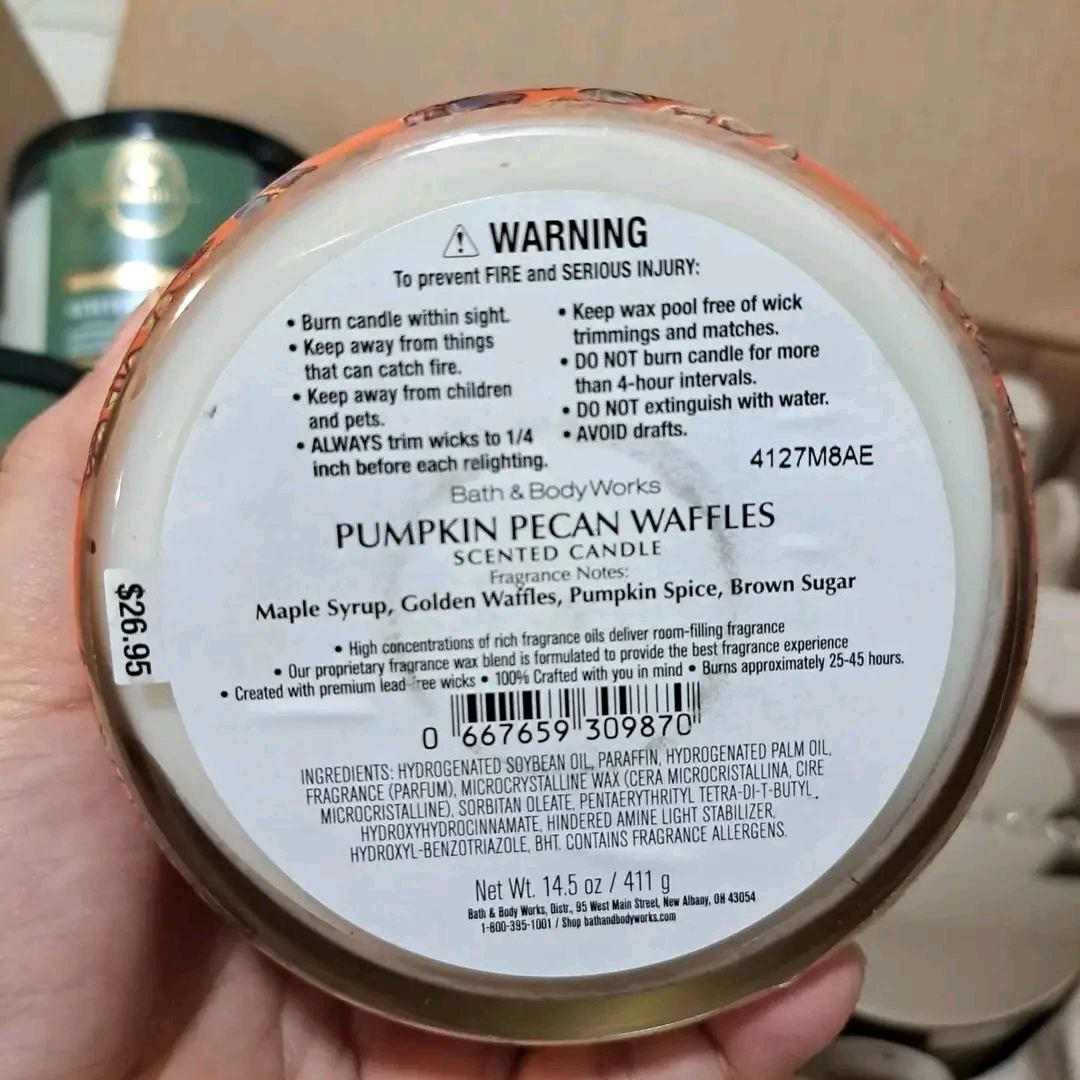 ⚠ WARNING
To prevent FIRE and SERIOUS INJURY:
• Burn candle within sight.
• Keep away from things
that can catch fire.
• Keep away from children
and pets.
• ALWAYS trim wicks to 1/4
inch before each relighting.
• Keep wax pool free of wick
trimmings and matches.
• DO NOT burn candle for more
than 4-hour intervals.
• DO NOT extinguish with water.
• AVOID drafts.
4127M8AE
Bath & Body Works
PUMPKIN PECAN WAFFLES
SCENTED CANDLE
Fragrance Notes:
Maple Syrup, Golden Waffles, Pumpkin Spice, Brown Sugar
• High concentrations of rich fragrance oils deliver room-filling fragrance
• Our proprietary fragrance wax blend is formulated to provide the best fragrance experience
• Created with premium lead-free wicks • 100% Crafted with you in mind • Burns approximately 25-45 hours.
$26.95
0 667659 309870
INGREDIENTS: HYDROGENATED SOYBEAN OIL, PARAFFIN, HYDROGENATED PALM OIL,
FRAGRANCE (PARFUM), MICROCRYSTALLINE WAX (CERA MICROCRISTALLINA, CIRE
MICROCRISTALLINE), SORBITAN OLEATE, PENTAERYTHRITYL TETRA-DI-T-BUTYL
HYDROXYHYDROCINNAMATE, HINDERED AMINE LIGHT STABILIZER,
HYDROXYL-BENZOTRIAZOLE, BHT. CONTAINS FRAGRANCE ALLERGENS.
Net Wt. 14.5 oz / 411 g
Bath & Body Works, Distr., 95 West Main Street, New Albany, OH 43054
1-800-395-1001 / Shop bathandbodyworks.com